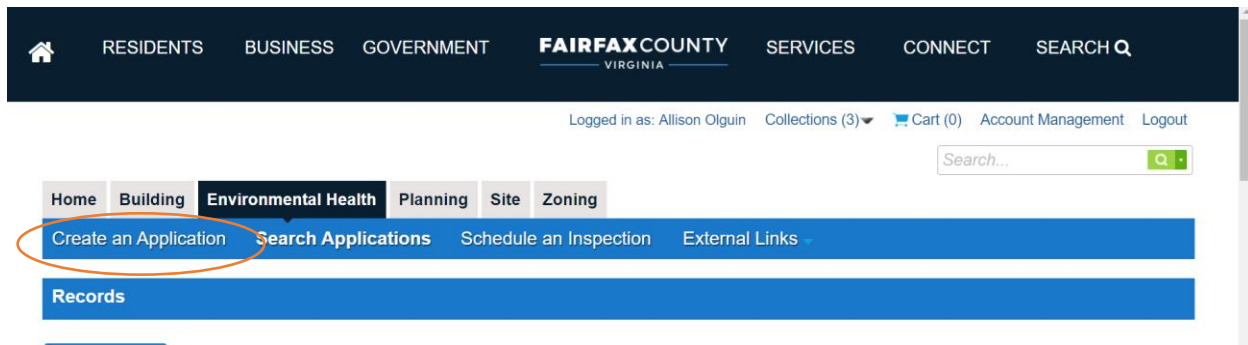 RESIDENTS BUSINESS GOVERNMENT FAIRFAX COUNTY SERVICES CONNECT SEARCH
VIRGINIA
Logged in as: Allison Olguin Collections (3) Cart (0) Account Management Logout
Search...
Home Building Environmental Health Planning Site Zoning
Create an Application Search Applications Schedule an Inspection External Links
Records